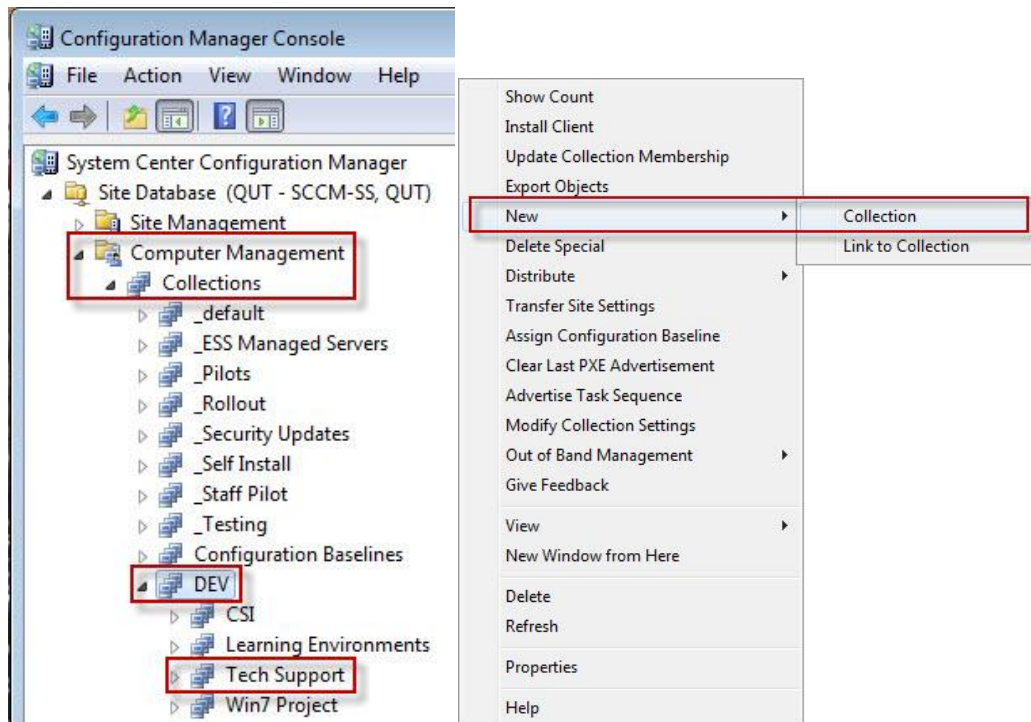 Configuration Manager Console
File Action View Window Help
System Center Configuration Manager
Site Database (QUT - SCCM-SS, QUT)
Site Management
Computer Management
Collections
_default
_ESS Managed Servers
_Pilots
_Rollout
_Security Updates
_Self Install
_Staff Pilot
_Testing
Configuration Baselines
DEV
CSI
Learning Environments
Tech Support
Win7 Project
Show Count
Install Client
Update Collection Membership
Export Objects
New
Collection
Delete Special
Link to Collection
Distribute
Transfer Site Settings
Assign Configuration Baseline
Clear Last PXE Advertisement
Advertise Task Sequence
Modify Collection Settings
Out of Band Management
Give Feedback
View
New Window from Here
Delete
Refresh
Properties
Help